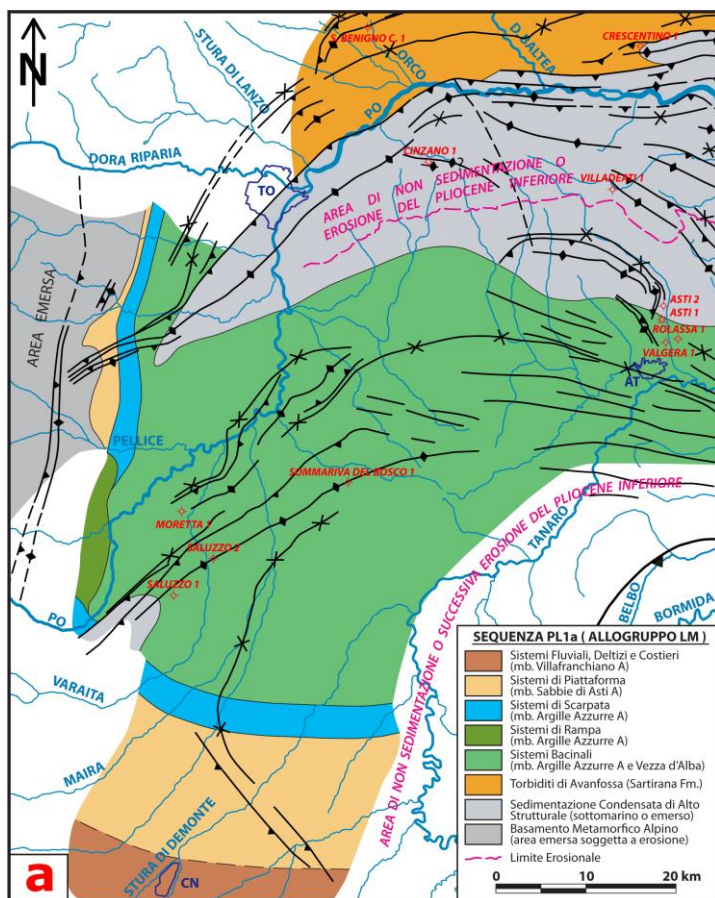 N
STURA DI LANZO
S. BENIGNO C. 1
ORCO
D. BALTEA
CRESCENTINO 1
PO
DORA RIPARIA
TO
CINZANO 1
AREA DI NON SEDIMENTAZIONE O
EROSIONE DEL PLIOCENE INFERIORE
VILLADEATI 1
AREA EMERSA
ASTI 2
ASTI 1
ROLASSA 1
VALGERA 1
AT
PELLICE
SOMMARIVA DEL BOSCO 1
MORETTA 1
SALUZZO 2
SALUZZO 1
PO
AREA DI NON SEDIMENTAZIONE O SUCCESSIVA EROSIONE DEL PLIOCENE INFERIORE
TANARO
BELBO
BORMIDA
VARAITA
MAIRA
STURA DI DEMONTE
CN
a
SEQUENZA PL1a ( ALLOGRUPPO LM )
Sistemi Fluviali, Deltizi e Costieri
(mb. Villafranchiano A)
Sistemi di Piattaforma
(mb. Sabbie di Asti A)
Sistemi di Scarpata
(mb. Argille Azzurre A)
Sistemi di Rampa
(mb. Argille Azzurre A)
Sistemi Bacinali
(mb. Argille Azzurre A e Vezza d'Alba)
Torbiditi di Avanfossa (Sartirana Fm.)
Sedimentazione Condensata di Alto
Strutturale (sottomarino o emerso)
Basamento Metamorfico Alpino
(area emersa soggetta a erosione)
Limite Erosionale
0 10 20 km